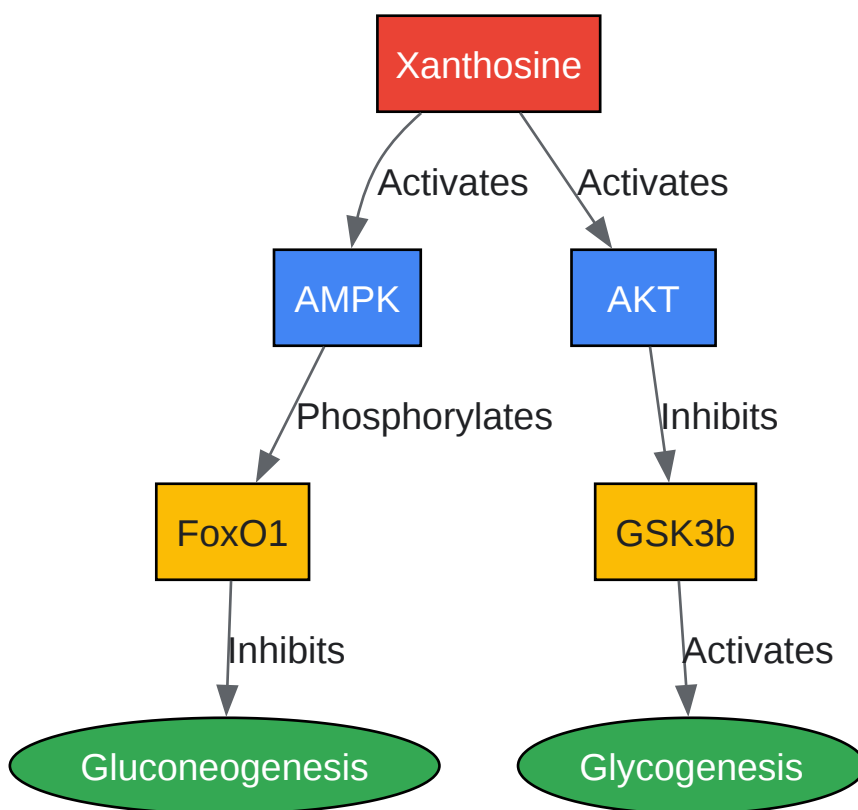 Xanthosine
Activates
Activates
AMPK
AKT
Phosphorylates
Inhibits
FoxO1
GSK3b
Inhibits
Activates
Gluconeogenesis
Glycogenesis